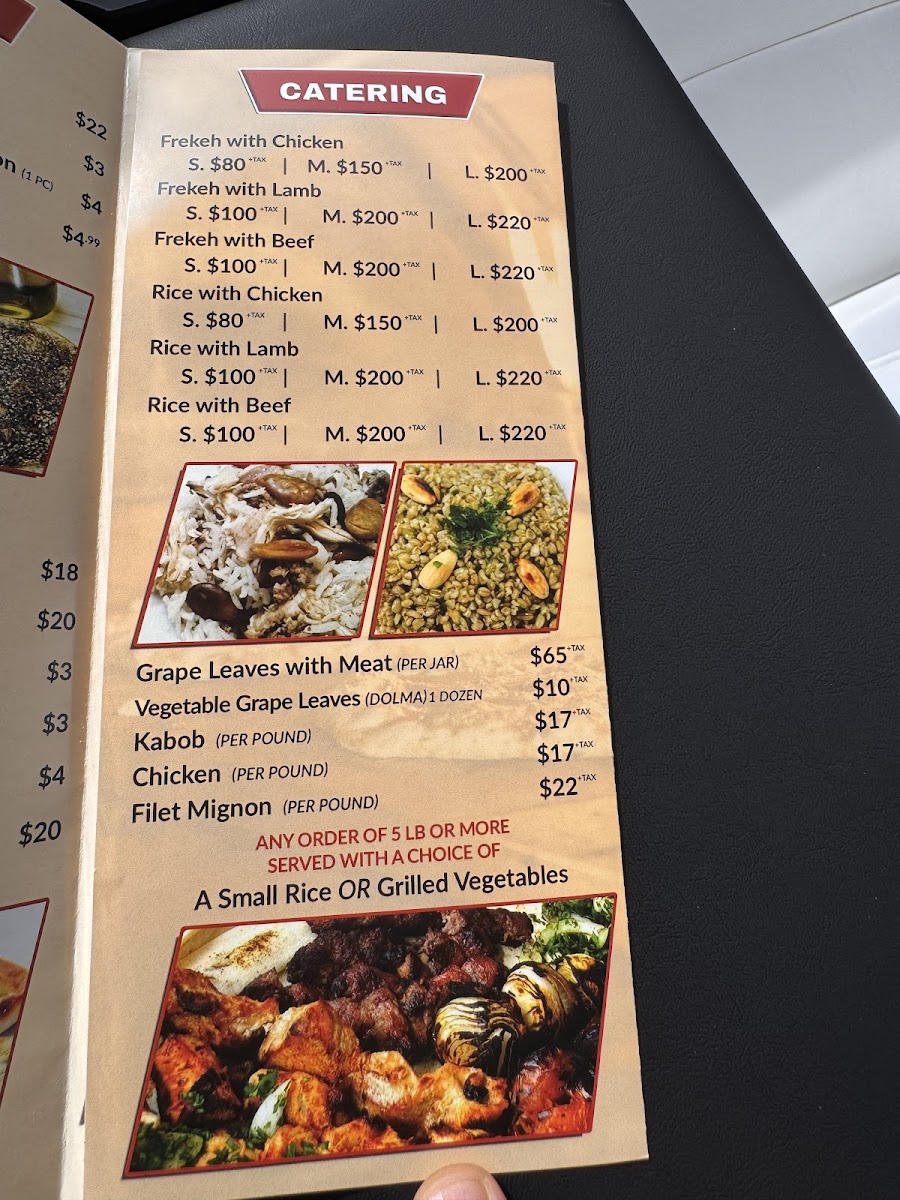 $22
$3
(1 PC)
$4
$4.99
$18
$20
$3
$3
$4
$20
CATERING
Frekeh with Chicken
S. $80 +TAX | M. $150 +TAX | L. $200 +TAX
Frekeh with Lamb
S. $100 +TAX | M. $200 +TAX | L. $220 +TAX
Frekeh with Beef
S. $100 +TAX | M. $200 +TAX | L. $220 +TAX
Rice with Chicken
S. $80 +TAX | M. $150 +TAX | L. $200 +TAX
Rice with Lamb
S. $100 +TAX | M. $200 +TAX | L. $220 +TAX
Rice with Beef
S. $100 +TAX | M. $200 +TAX | L. $220 +TAX
Grape Leaves with Meat (PER JAR) $65 +TAX
Vegetable Grape Leaves (DOLMA) 1 DOZEN $10 +TAX
Kabob (PER POUND) $17 +TAX
Chicken (PER POUND) $17 +TAX
Filet Mignon (PER POUND) $22 +TAX
ANY ORDER OF 5 LB OR MORE
SERVED WITH A CHOICE OF
A Small Rice OR Grilled Vegetables